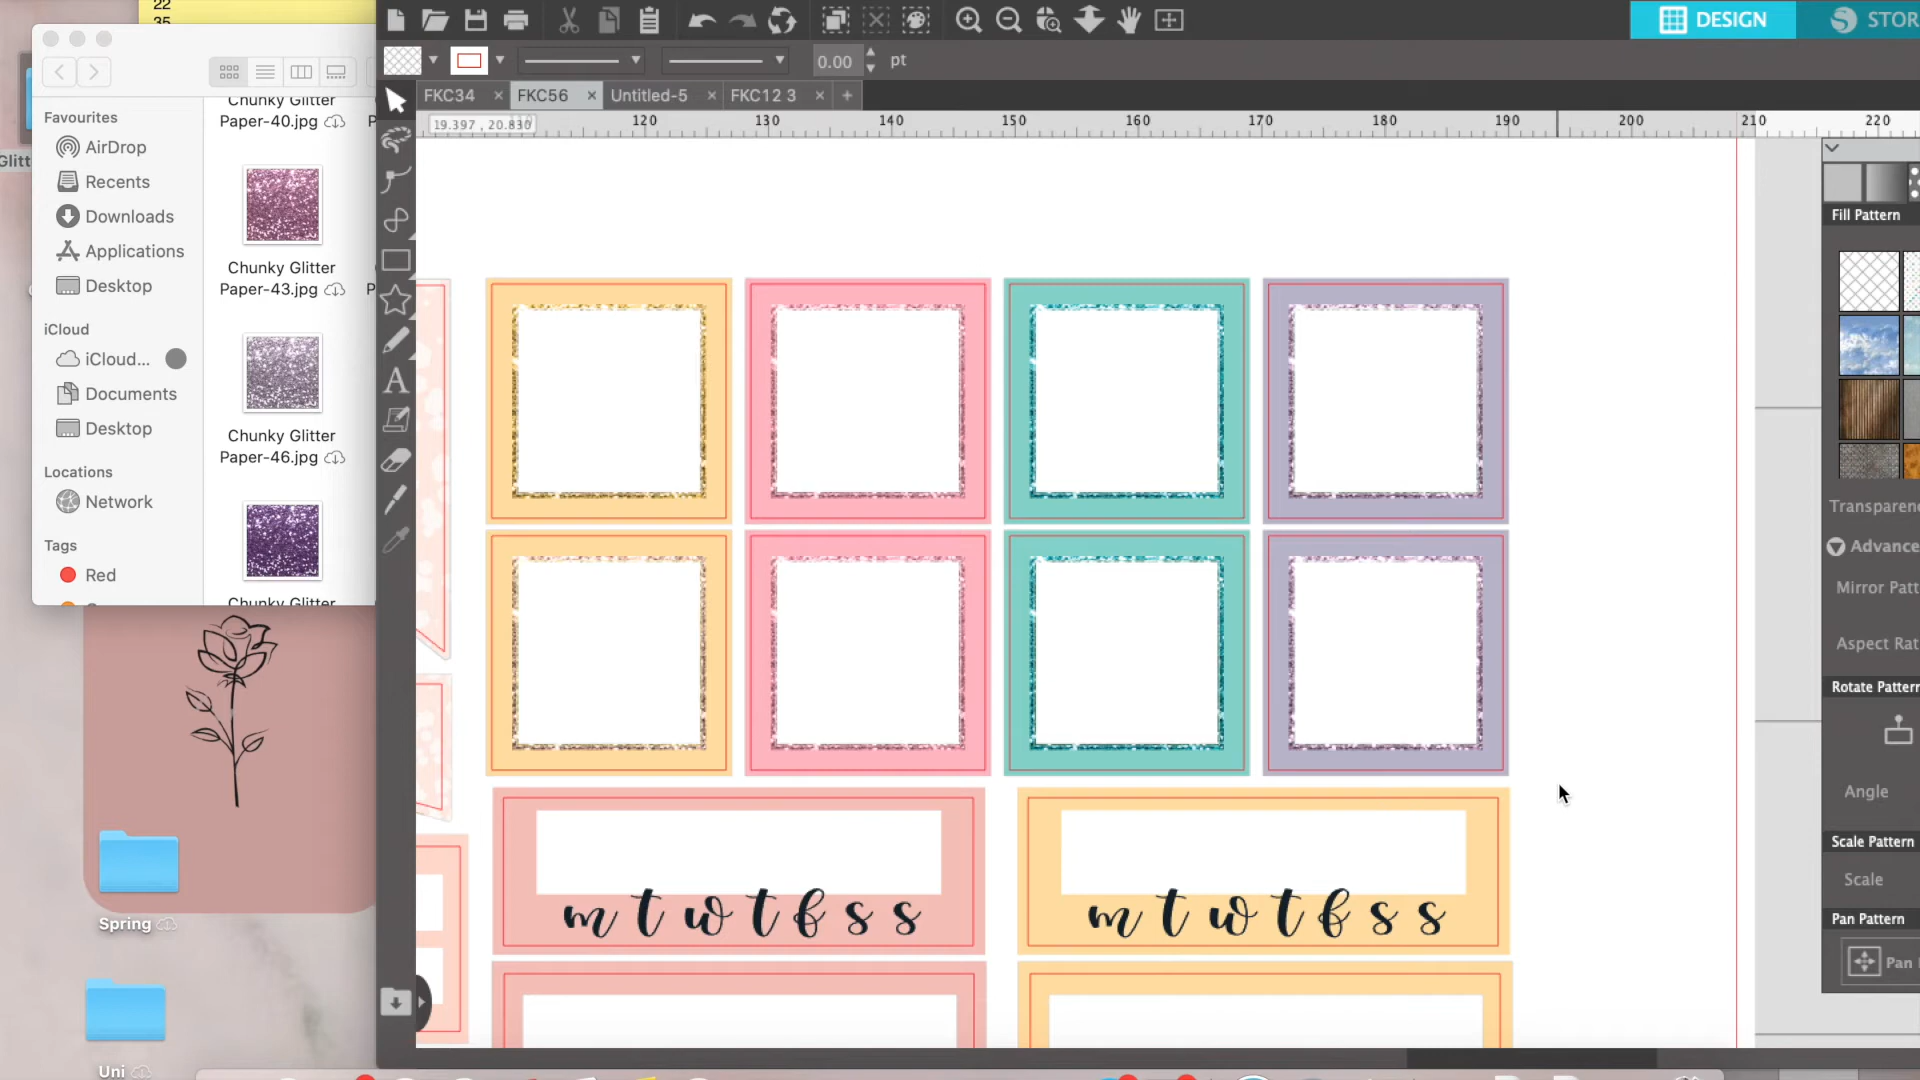 22
35
DESIGN
STOR
0.00 pt
FKC34
FKC56
Untitled-5
FKC12 3
19.397 , 20.830
120 130 140 150 160 170 180 190 200 210 220
Favourites
AirDrop
Recents
Downloads
Applications
Desktop
iCloud
iCloud...
Documents
Desktop
Locations
Network
Tags
Red
Chunky Glitter
Paper-40.jpg
Chunky Glitter
Paper-43.jpg
Chunky Glitter
Paper-46.jpg
Chunky Glitter
Glitt
Spring
Uni
m t w t f s s
m t w t f s s
Fill Pattern
Transparen
Advance
Mirror Patt
Aspect Rat
Rotate Pattern
Angle
Scale Pattern
Scale
Pan Pattern
Pan